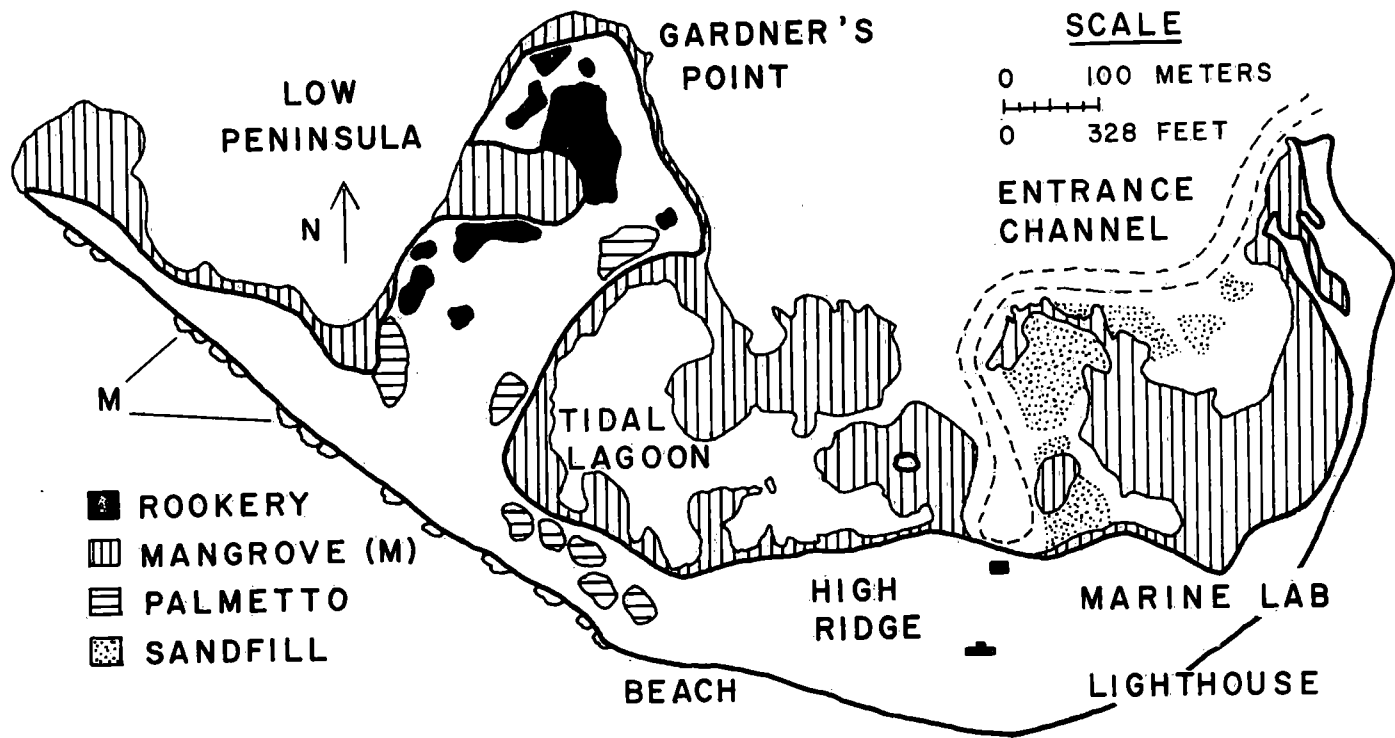 GARDNER'S
POINT
SCALE
0 100 METERS
0 328 FEET
LOW
PENINSULA
N
ENTRANCE
CHANNEL
M
TIDAL
LAGOON
ROOKERY
MANGROVE (M)
PALMETTO
SANDFILL
HIGH
RIDGE
MARINE LAB
BEACH
LIGHTHOUSE